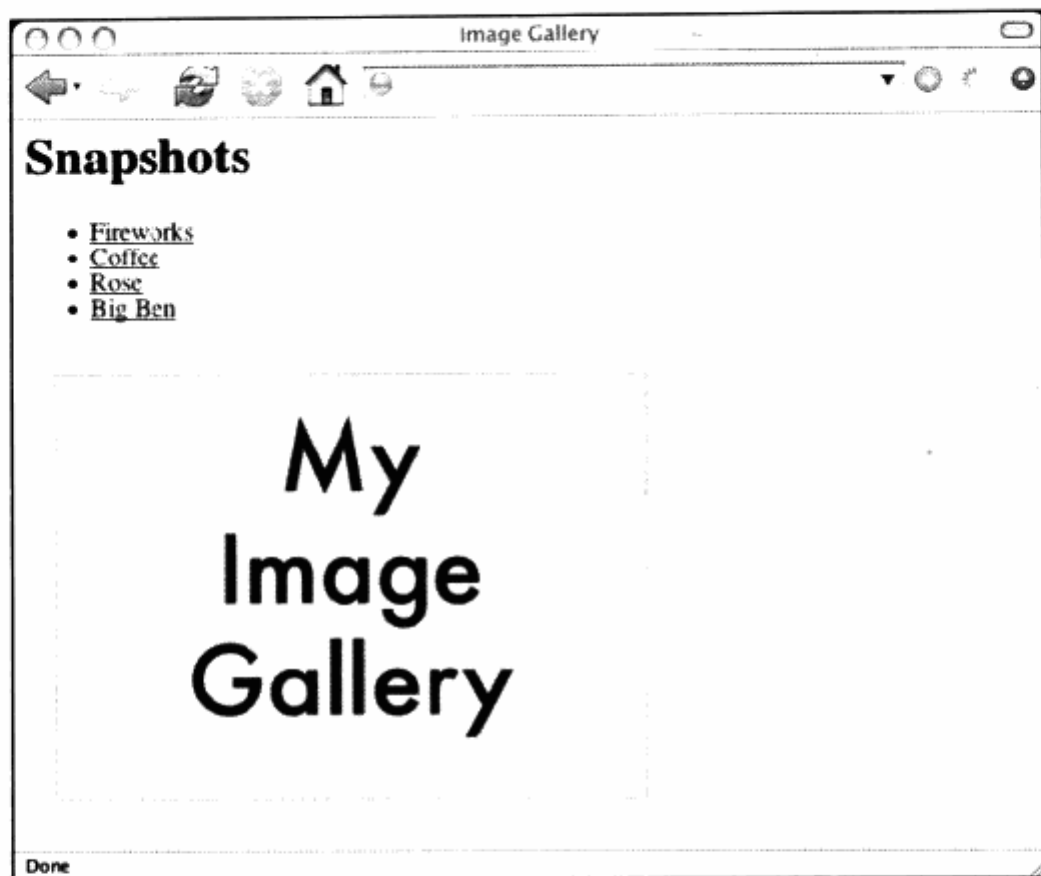 Image Gallery
Snapshots
Fireworks
Coffee
Rose
Big Ben
My
Image
Gallery
Done